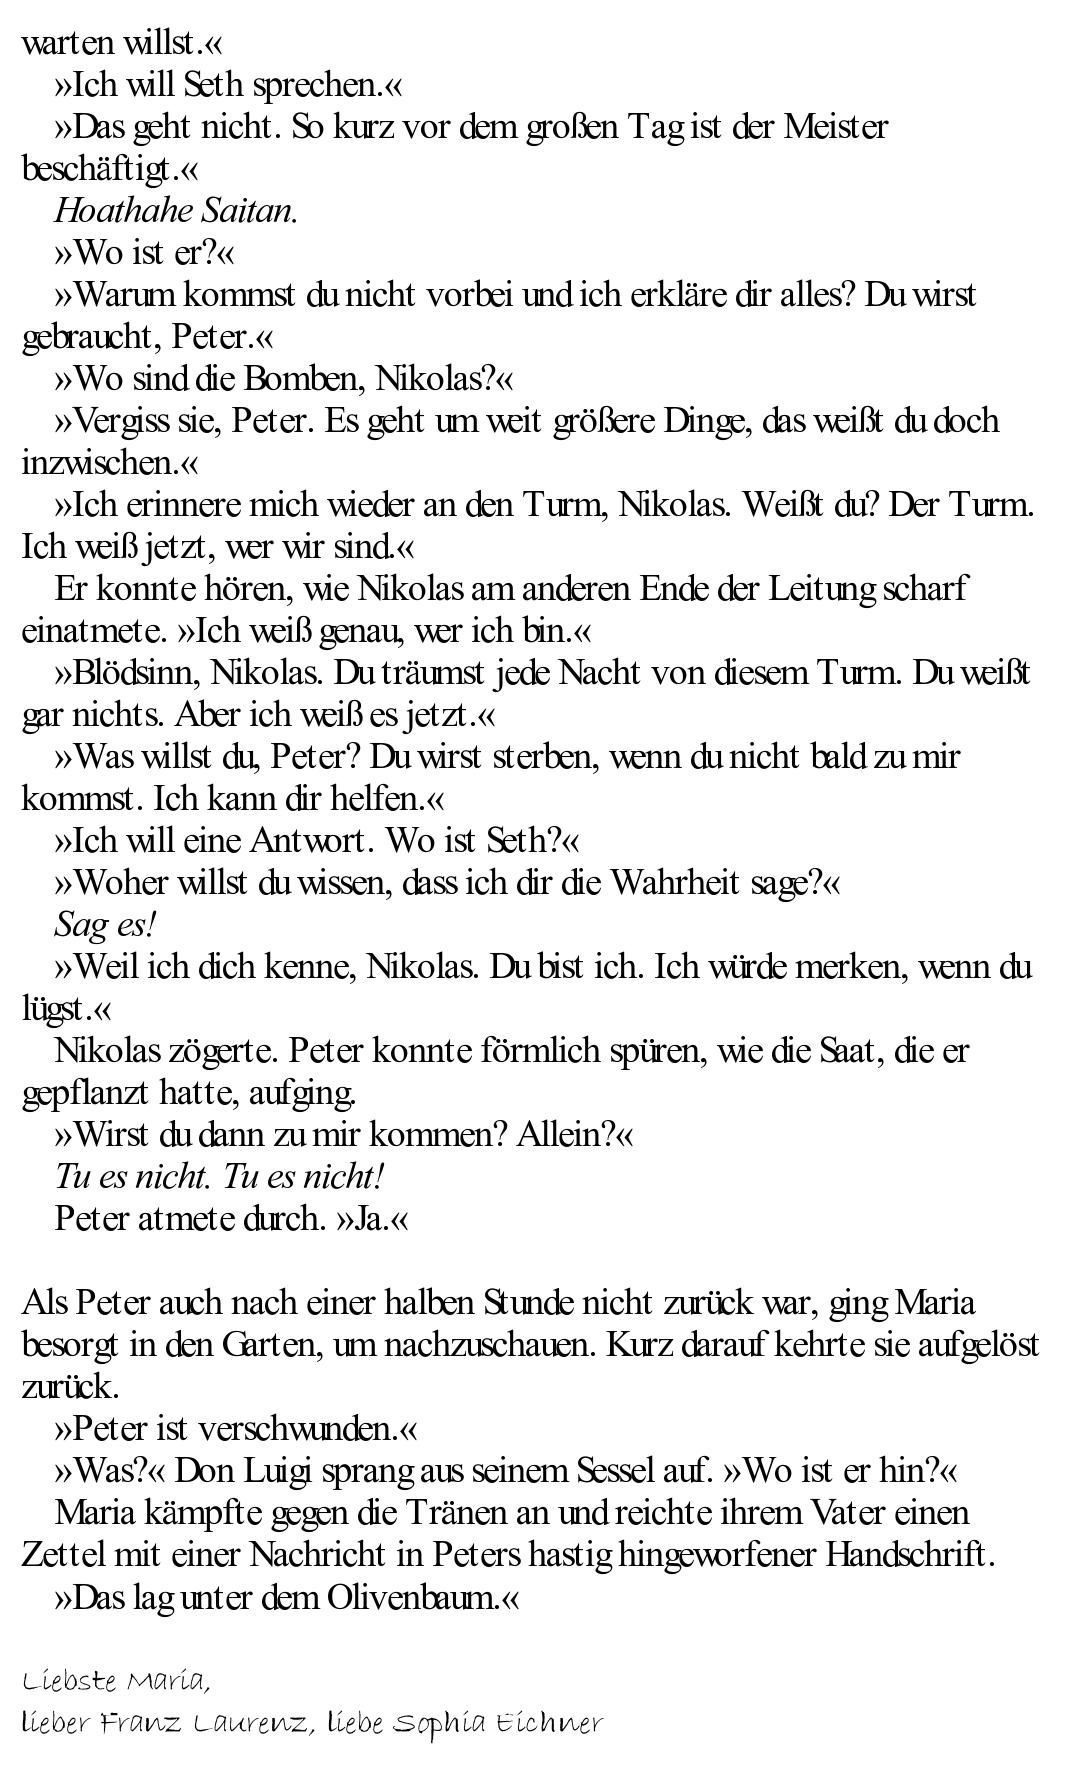 warten willst.«
»Ich will Seth sprechen.«
»Das geht nicht. So kurz vor dem großen Tag ist der Meister
beschäftigt.«
Hoathahe Saitan.
»Wo ist er?«
»Warum kommst du nicht vorbei und ich erkläre dir alles? Du wirst
gebraucht, Peter.«
»Wo sind die Bomben, Nikolas?«
»Vergiss sie, Peter. Es geht um weit größere Dinge, das weißt du doch
inzwischen.«
»Ich erinnere mich wieder an den Turm, Nikolas. Weißt du? Der Turm.
Ich weiß jetzt, wer wir sind.«
Er konnte hören, wie Nikolas am anderen Ende der Leitung scharf
einatmete. »Ich weiß genau, wer ich bin.«
»Blödsinn, Nikolas. Du träumst jede Nacht von diesem Turm. Du weißt
gar nichts. Aber ich weiß es jetzt.«
»Was willst du, Peter? Du wirst sterben, wenn du nicht bald zu mir
kommst. Ich kann dir helfen.«
»Ich will eine Antwort. Wo ist Seth?«
»Woher willst du wissen, dass ich dir die Wahrheit sage?«
Sag es!
»Weil ich dich kenne, Nikolas. Du bist ich. Ich würde merken, wenn du
lügst.«
Nikolas zögerte. Peter konnte förmlich spüren, wie die Saat, die er
gepflanzt hatte, aufging.
»Wirst du dann zu mir kommen? Allein?«
Tu es nicht. Tu es nicht!
Peter atmete durch. »Ja.«
Als Peter auch nach einer halben Stunde nicht zurück war, ging Maria
besorgt in den Garten, um nachzuschauen. Kurz darauf kehrte sie aufgelöst
zurück.
»Peter ist verschwunden.«
»Was?« Don Luigi sprang aus seinem Sessel auf. »Wo ist er hin?«
Maria kämpfte gegen die Tränen an und reichte ihrem Vater einen
Zettel mit einer Nachricht in Peters hastig hingeworfener Handschrift.
»Das lag unter dem Olivenbaum.«
Liebste Maria,
lieber Franz Laurenz, liebe Sophia Eichner